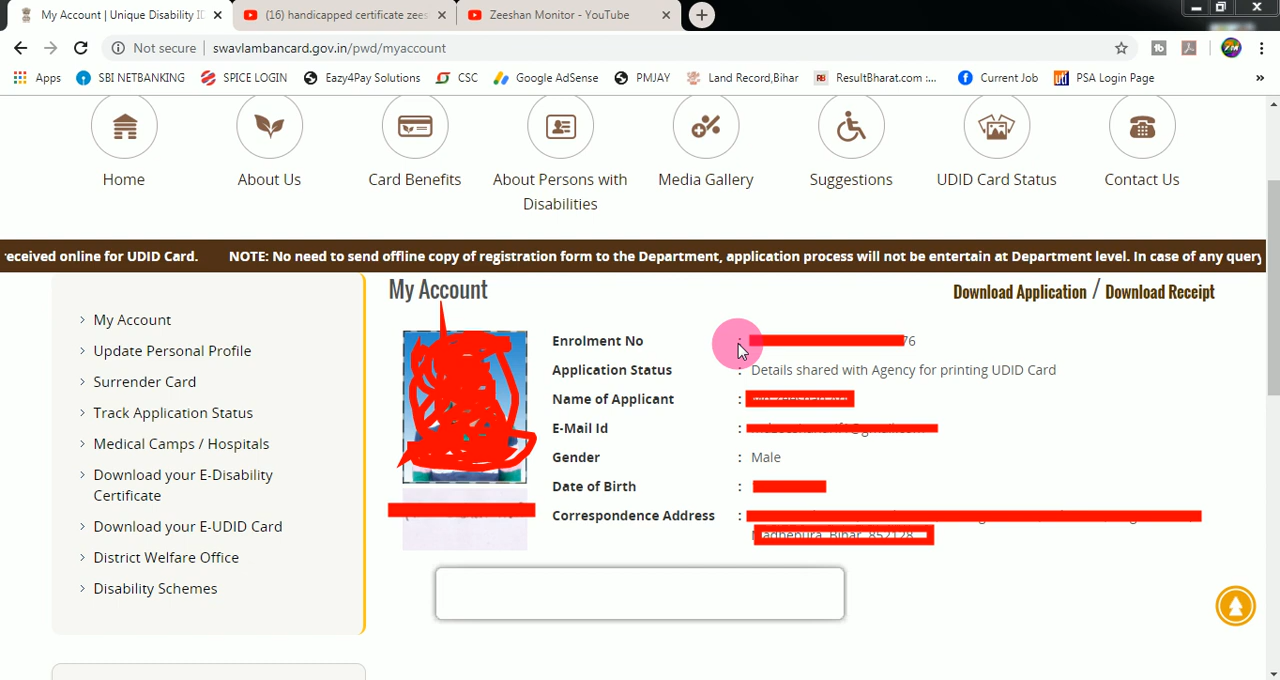 My Account | Unique Disability ID
(16) handicapped certificate zees
Zeeshan Monitor - YouTube
Not secure | swavlambancard.gov.in/pwd/myaccount
Apps SBI NETBANKING SPICE LOGIN Eazy4Pay Solutions CSC Google AdSense PMJAY Land Record,Bihar ResultBharat.com :... Current Job PSA Login Page »
Home
About Us
Card Benefits
About Persons with
Disabilities
Media Gallery
Suggestions
UDID Card Status
Contact Us
eceived online for UDID Card. NOTE: No need to send offline copy of registration form to the Department, application process will not be entertain at Department level. In case of any query
My Account
Update Personal Profile
Surrender Card
Track Application Status
Medical Camps / Hospitals
Download your E-Disability
Certificate
Download your E-UDID Card
District Welfare Office
Disability Schemes
My Account
Download Application / Download Receipt
Enrolment No : 76
Application Status : Details shared with Agency for printing UDID Card
Name of Applicant :
E-Mail Id :
Gender : Male
Date of Birth :
Correspondence Address :